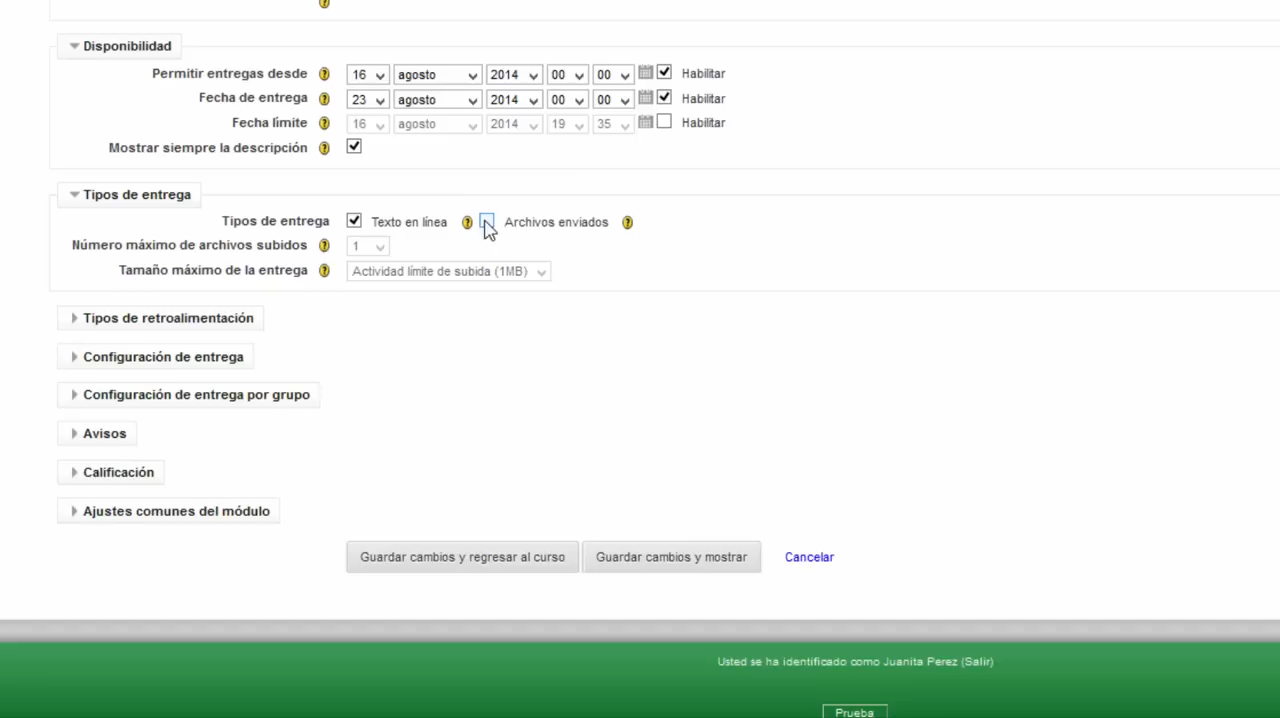 Disponibilidad
Permitir entregas desde 16 agosto 2014 00 00 Habilitar
Fecha de entrega 23 agosto 2014 00 00 Habilitar
Fecha límite 16 agosto 2014 19 35 Habilitar
Mostrar siempre la descripción
Tipos de entrega
Tipos de entrega Texto en línea Archivos enviados
Número máximo de archivos subidos 1
Tamaño máximo de la entrega Actividad límite de subida (1MB)
Tipos de retroalimentación
Configuración de entrega
Configuración de entrega por grupo
Avisos
Calificación
Ajustes comunes del módulo
Guardar cambios y regresar al curso Guardar cambios y mostrar Cancelar
Usted se ha identificado como Juanita Perez (Salir)
Prueba